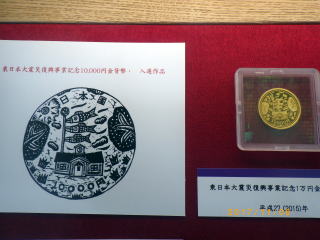 東日本大震災復興事業記念10,000円金貨幣・　入選作品
日本国
東日本大震災復興事業記念1万円金
平成27(2015)年